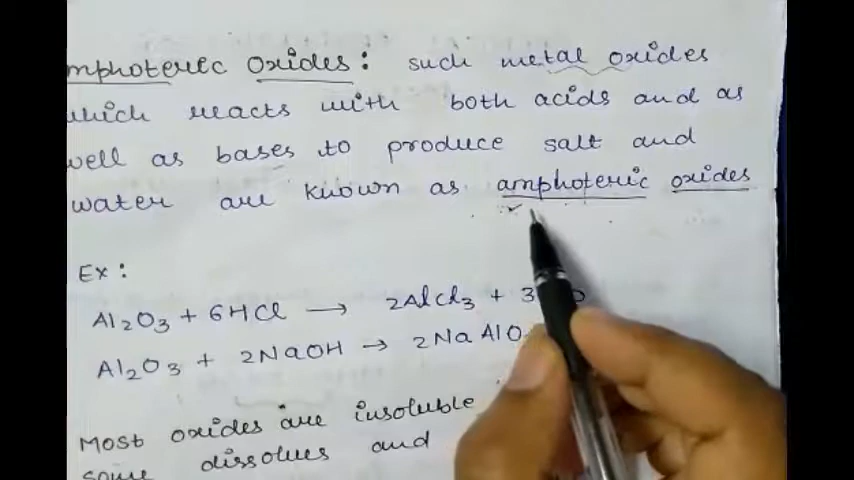 mphoteric Oxides : such metal oxides
which reacts with both acids and as
well as bases to produce salt and
water are known as amphoteric oxides
Ex :
Al2O3 + 6HCl → 2AlCl3 + 3
Al2O3 + 2NaOH → 2NaAlO
Most oxides are insoluble
some dissolves and